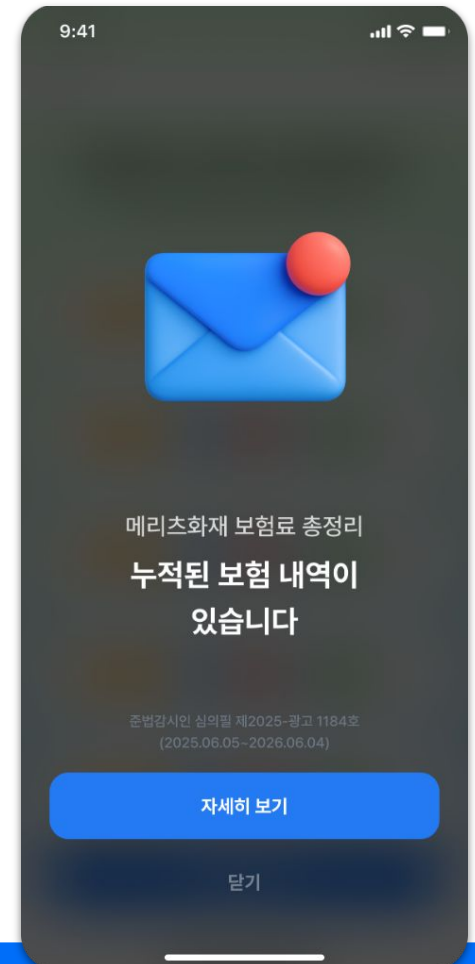 9:41
메리츠화재 보험료 총정리
누적된 보험 내역이
있습니다
준법감시인 심의필 제2025-광고 1184호
(2025.06.05~2026.06.04)
자세히 보기
닫기